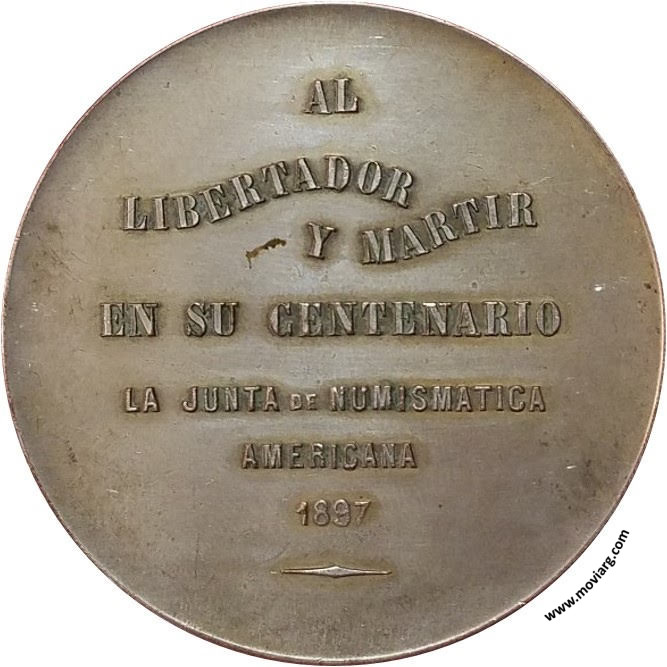 AL
LIBERTADOR
Y MARTIR
EN SU CENTENARIO
LA JUNTA DE NUMISMATICA
AMERICANA
1897
www.moviarg.com